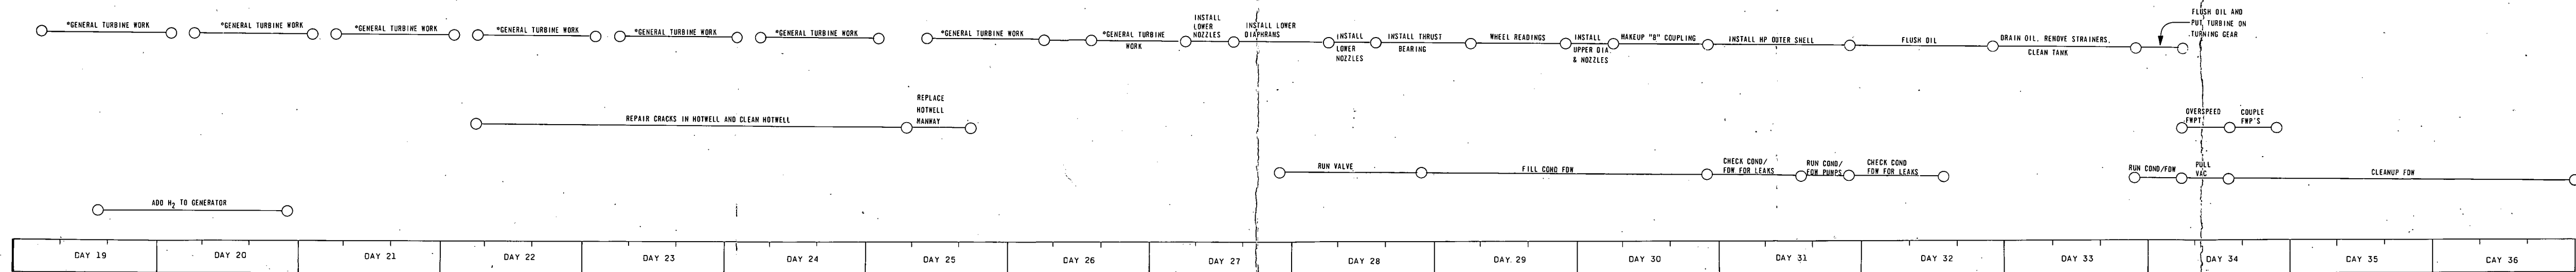 *GENERAL TURBINE WORK
*GENERAL TURBINE WORK
*GENERAL TURBINE WORK
*GENERAL TURBINE WORK
*GENERAL TURBINE WORK
*GENERAL TURBINE WORK
*GENERAL TURBINE WORK
*GENERAL TURBINE
WORK
INSTALL
LOWER
NOZZLES
INSTALL LOWER
DIAPHRANS
INSTALL
LOWER
NOZZLES
INSTALL THRUST
BEARING
WHEEL READINGS
INSTALL
UPPER DIA
& NOZZLES
MAKEUP "B" COUPLING
INSTALL HP OUTER SHELL
FLUSH OIL
DRAIN OIL, REMOVE STRAINERS,
CLEAN TANK
FLUSH OIL AND
PUT TURBINE ON
TURNING GEAR
REPAIR CRACKS IN HOTWELL AND CLEAN HOTWELL
REPLACE
HOTWELL
MANWAY
OVERSPEED
FWPT
COUPLE
FWP'S
RUN VALVE
FILL COND FDW
CHECK COND/
FDW FOR LEAKS
RUN COND/
FDW PUMPS
CHECK COND
FDW FOR LEAKS
RUN COND/FDW
PULL
VAC
CLEANUP FDW
ADD H2 TO GENERATOR
DAY 19
DAY 20
DAY 21
DAY 22
DAY 23
DAY 24
DAY 25
DAY 26
DAY 27
DAY 28
DAY 29
DAY 30
DAY 31
DAY 32
DAY 33
DAY 34
DAY 35
DAY 36